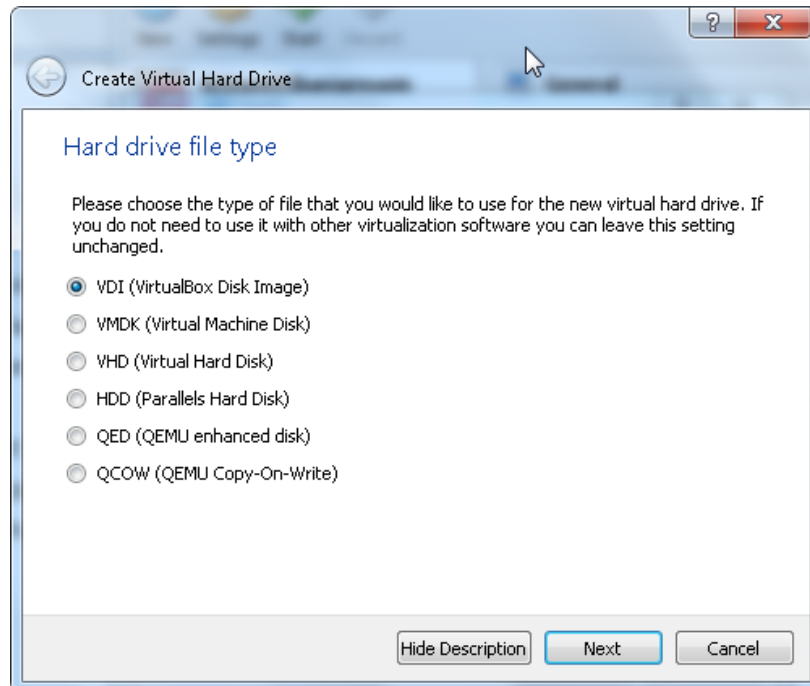 Create Virtual Hard Drive
General
Hard drive file type
Please choose the type of file that you would like to use for the new virtual hard drive. If
you do not need to use it with other virtualization software you can leave this setting
unchanged.
VDI (VirtualBox Disk Image)
VMDK (Virtual Machine Disk)
VHD (Virtual Hard Disk)
HDD (Parallels Hard Disk)
QED (QEMU enhanced disk)
QCOW (QEMU Copy-On-Write)
Hide Description
Next
Cancel